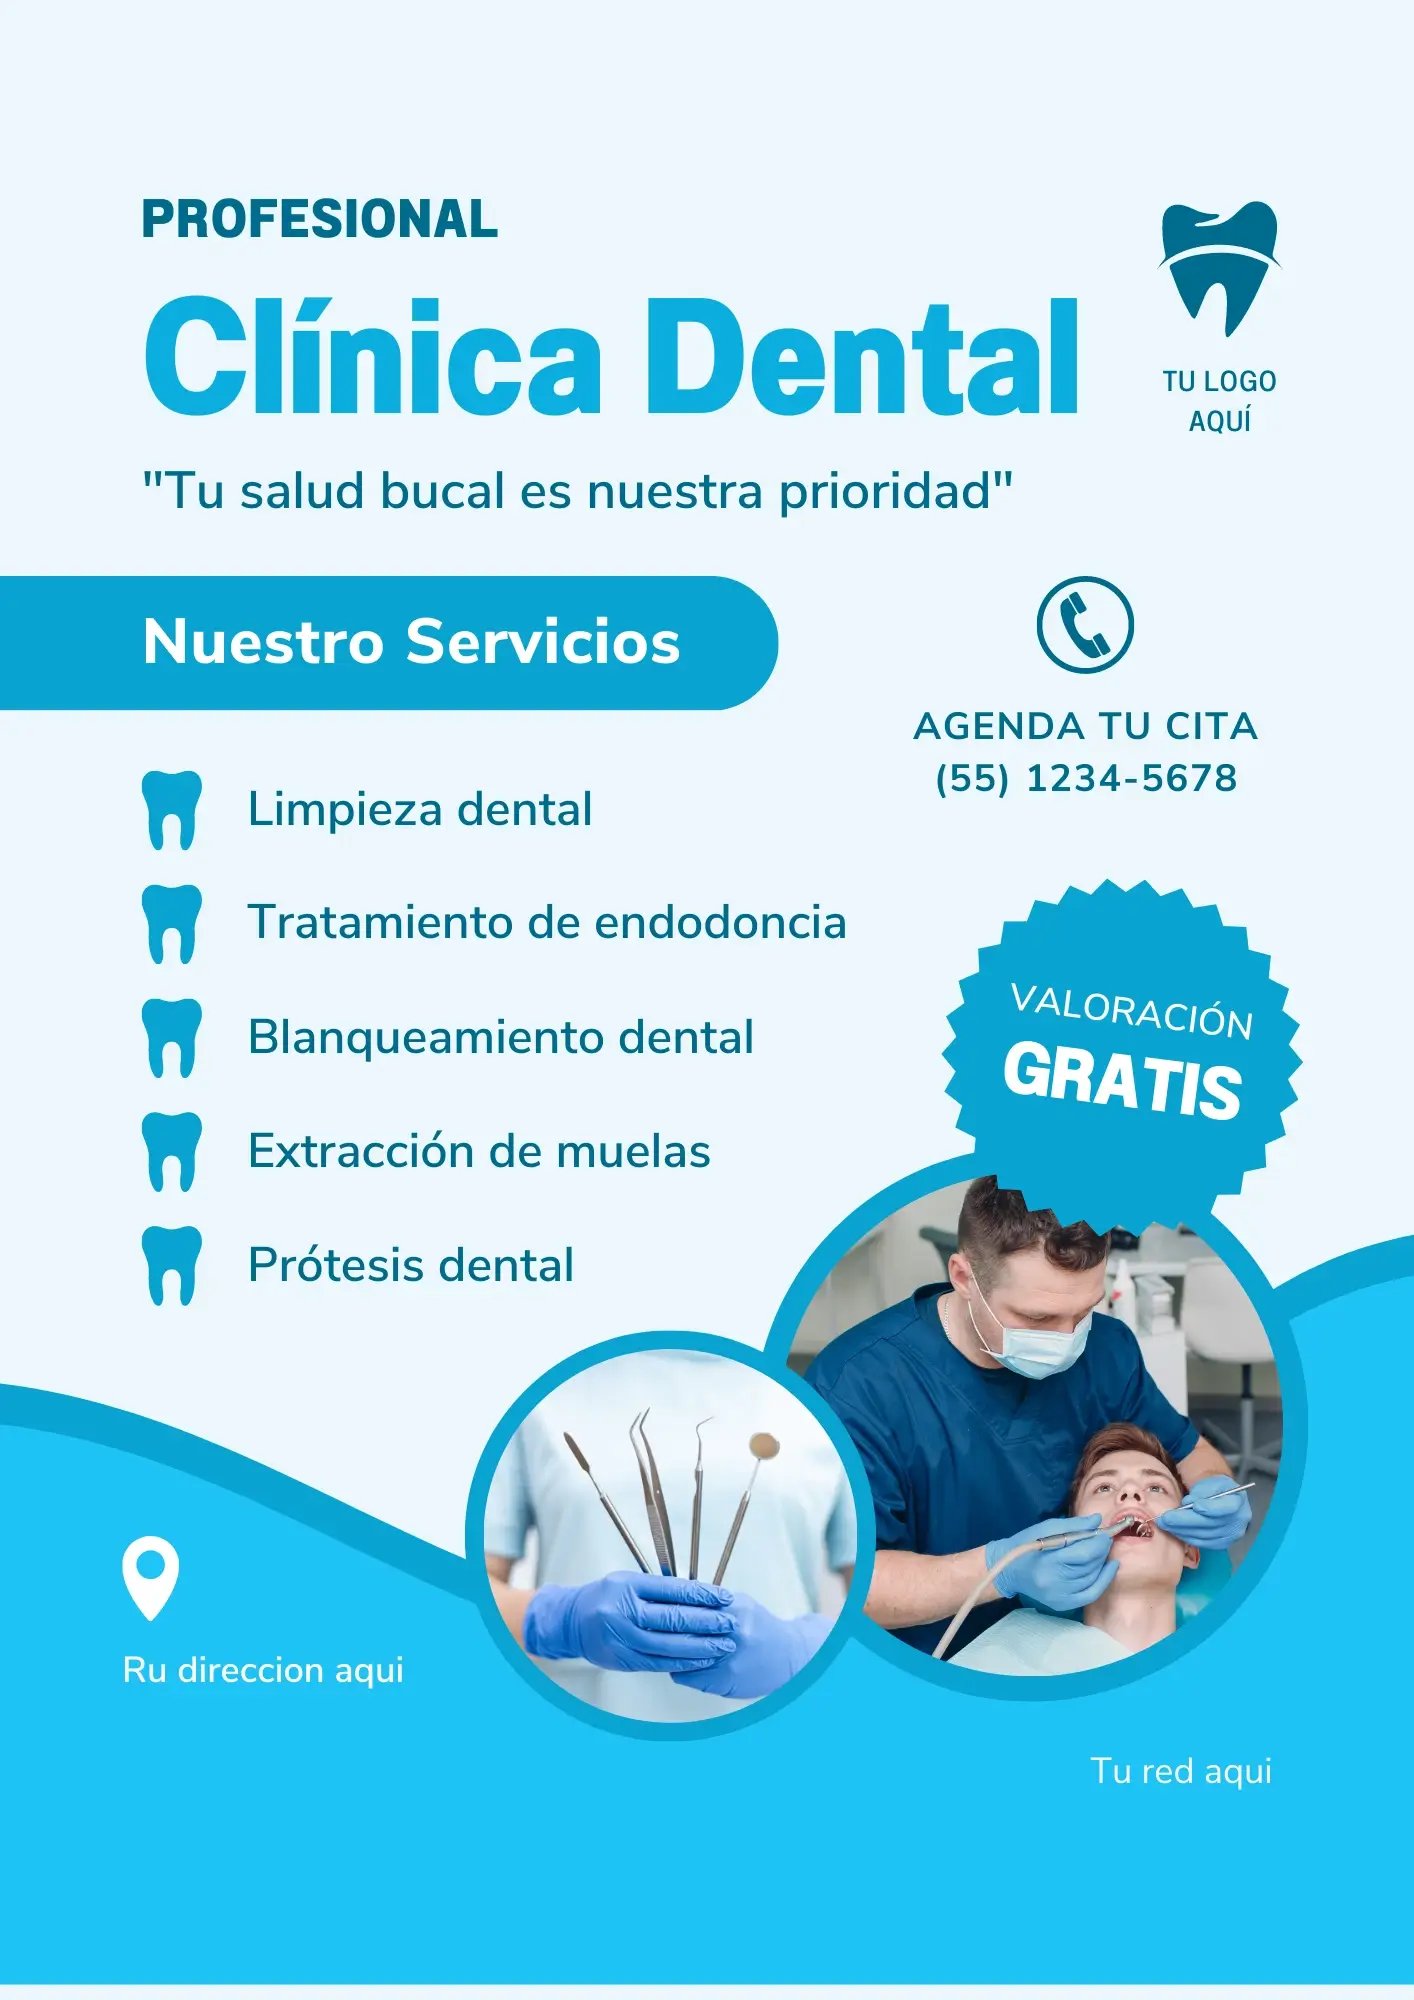 PROFESIONAL
Clínica Dental
TU LOGO
AQUÍ
"Tu salud bucal es nuestra prioridad"
Nuestro Servicios
AGENDA TU CITA
(55) 1234-5678
Limpieza dental
Tratamiento de endodoncia
Blanqueamiento dental
Extracción de muelas
Prótesis dental
VALORACIÓN
GRATIS
Ru direccion aqui
Tu red aqui